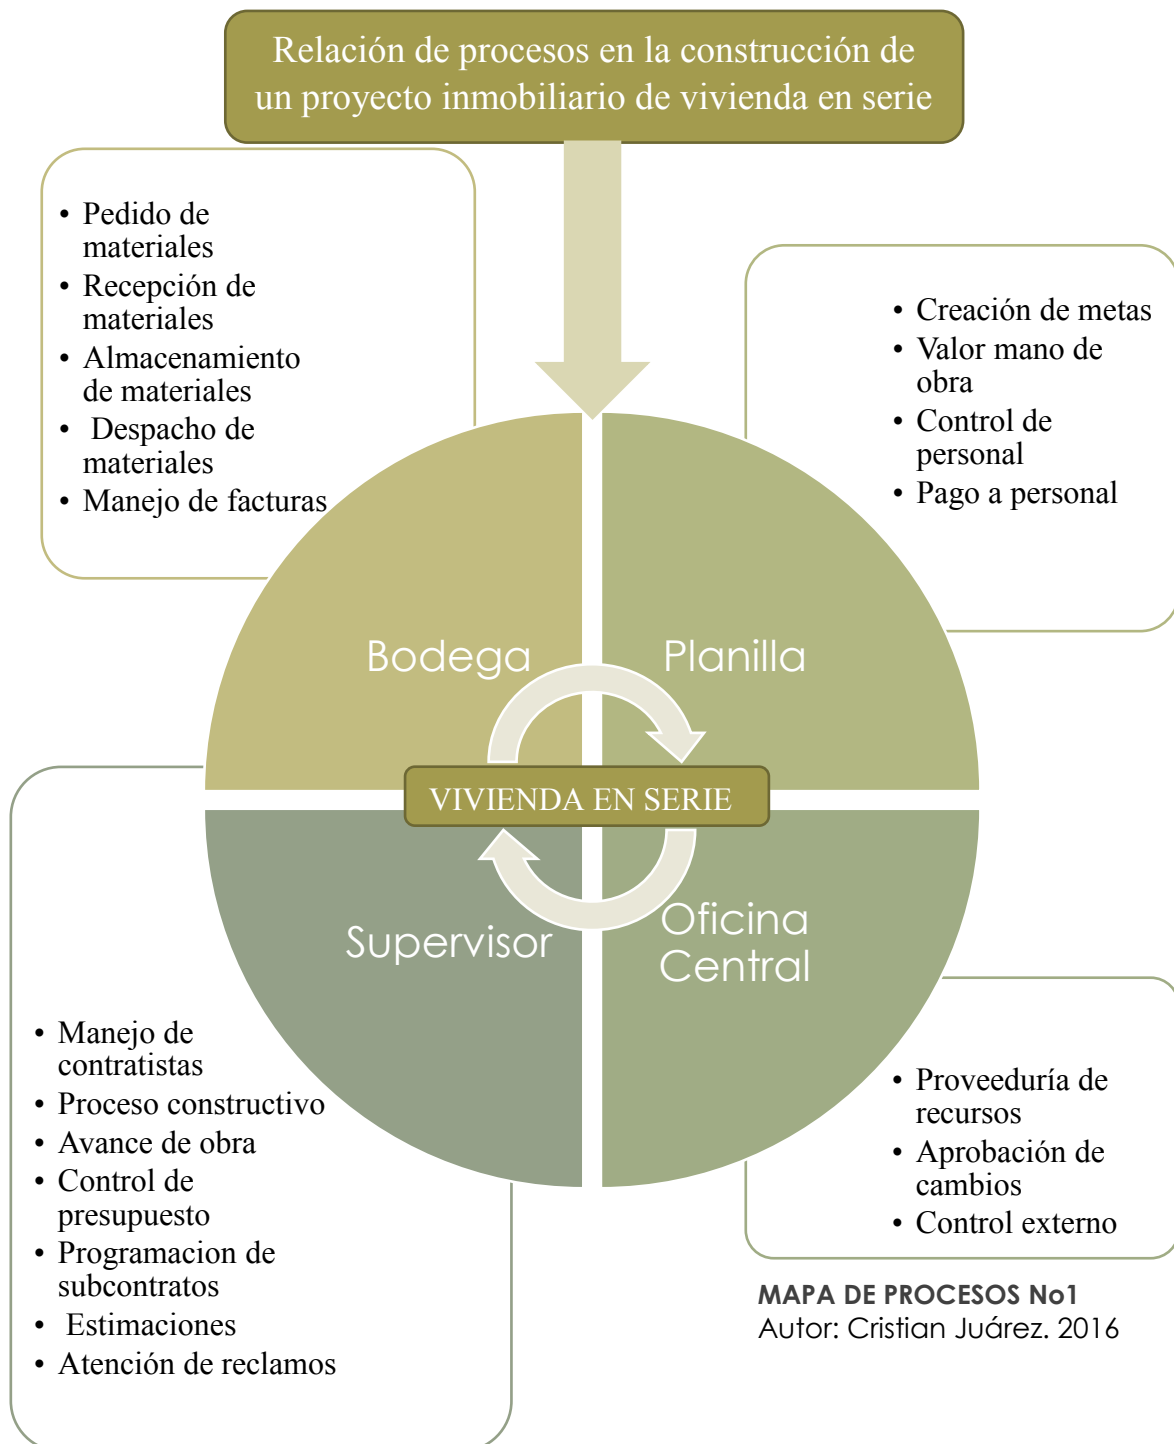 Relación de procesos en la construcción de
un proyecto inmobiliario de vivienda en serie
• Pedido de
materiales
• Recepción de
materiales
• Almacenamiento
de materiales
• Despacho de
materiales
• Manejo de facturas
• Creación de metas
• Valor mano de
obra
• Control de
personal
• Pago a personal
Bodega
Planilla
VIVIENDA EN SERIE
Supervisor
Oficina
Central
• Manejo de
contratistas
• Proceso constructivo
• Avance de obra
• Control de
presupuesto
• Programacion de
subcontratos
• Estimaciones
• Atención de reclamos
• Proveeduría de
recursos
• Aprobación de
cambios
• Control externo
MAPA DE PROCESOS No1
Autor: Cristian Juárez. 2016